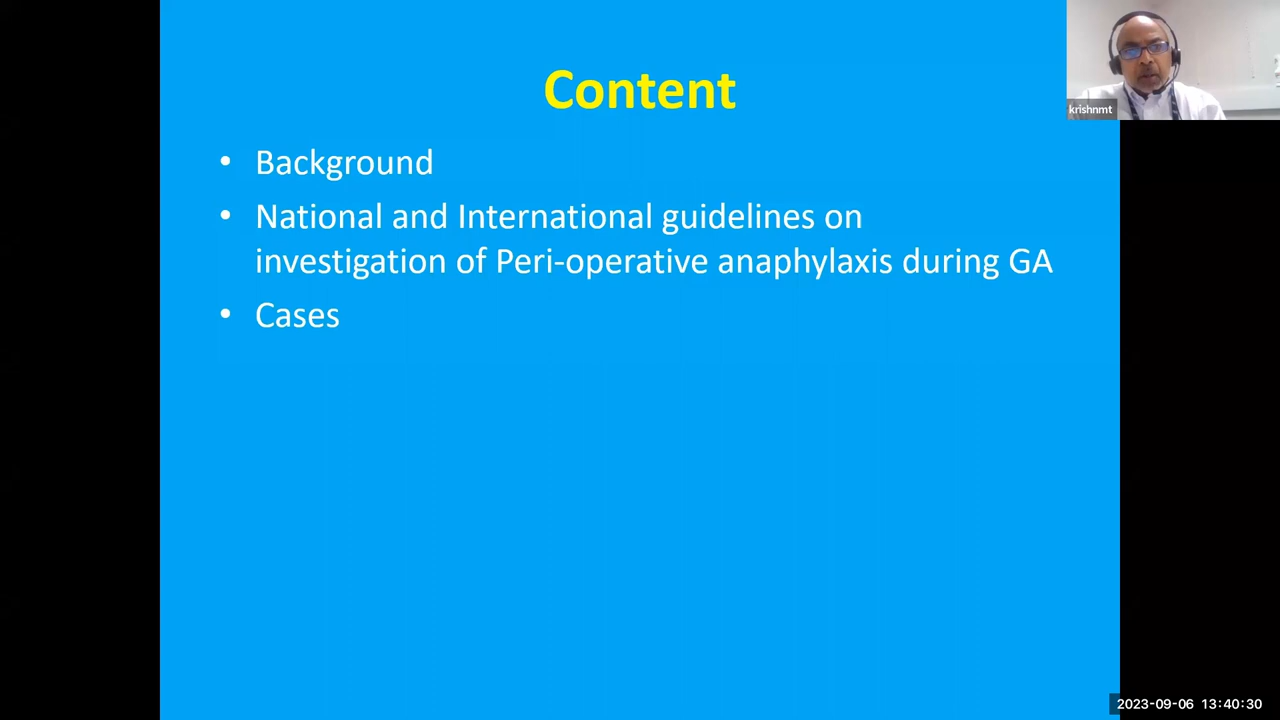 Content
krishnmt
• Background
• National and International guidelines on
investigation of Peri-operative anaphylaxis during GA
• Cases
2023-09-06 13:40:30